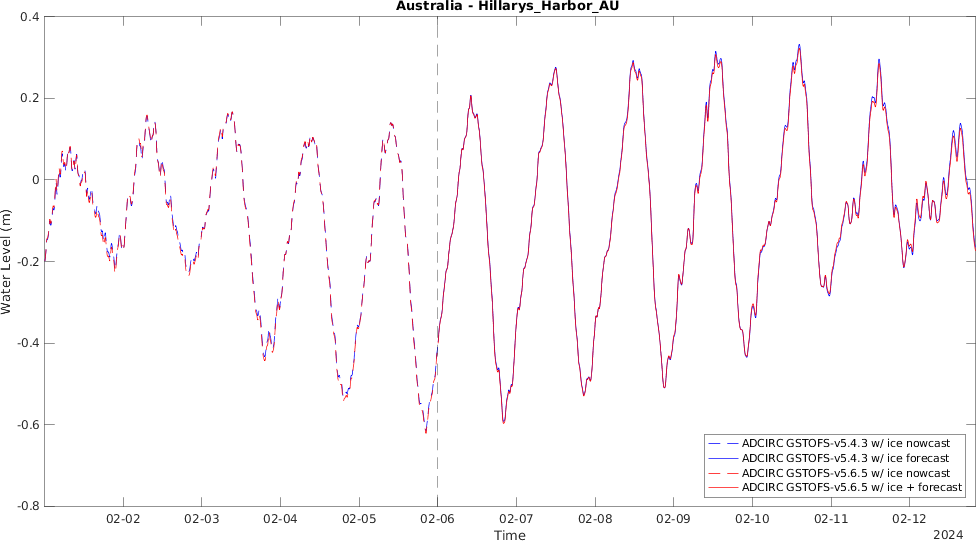 Australia - Hillarys_Harbor_AU
0.4
0.2
0
-0.2
-0.4
-0.6
-0.8
Water Level (m)
ADCIRC GSTOFS-v5.4.3 w/ ice nowcast
ADCIRC GSTOFS-v5.4.3 w/ ice forecast
ADCIRC GSTOFS-v5.6.5 w/ ice nowcast
ADCIRC GSTOFS-v5.6.5 w/ ice + forecast
02-02 02-03 02-04 02-05 02-06 02-07 02-08 02-09 02-10 02-11 02-12
Time
2024